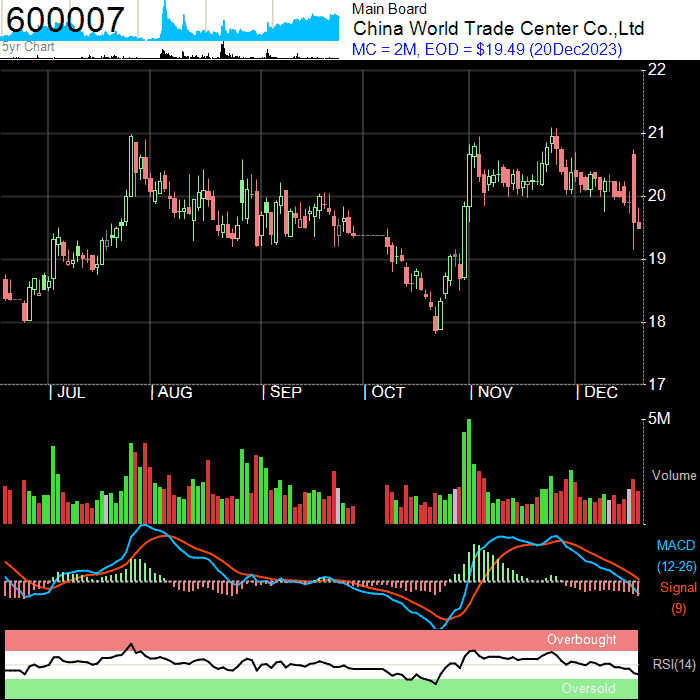 600007
5yr Chart
Main Board
China World Trade Center Co.,Ltd
MC = 2M, EOD = $19.49 (20Dec2023)
22
21
20
19
18
17
| JUL | AUG | SEP | OCT | NOV | DEC
5M
Volume
MACD
(12-26)
Signal
(9)
Overbought
RSI(14)
Oversold